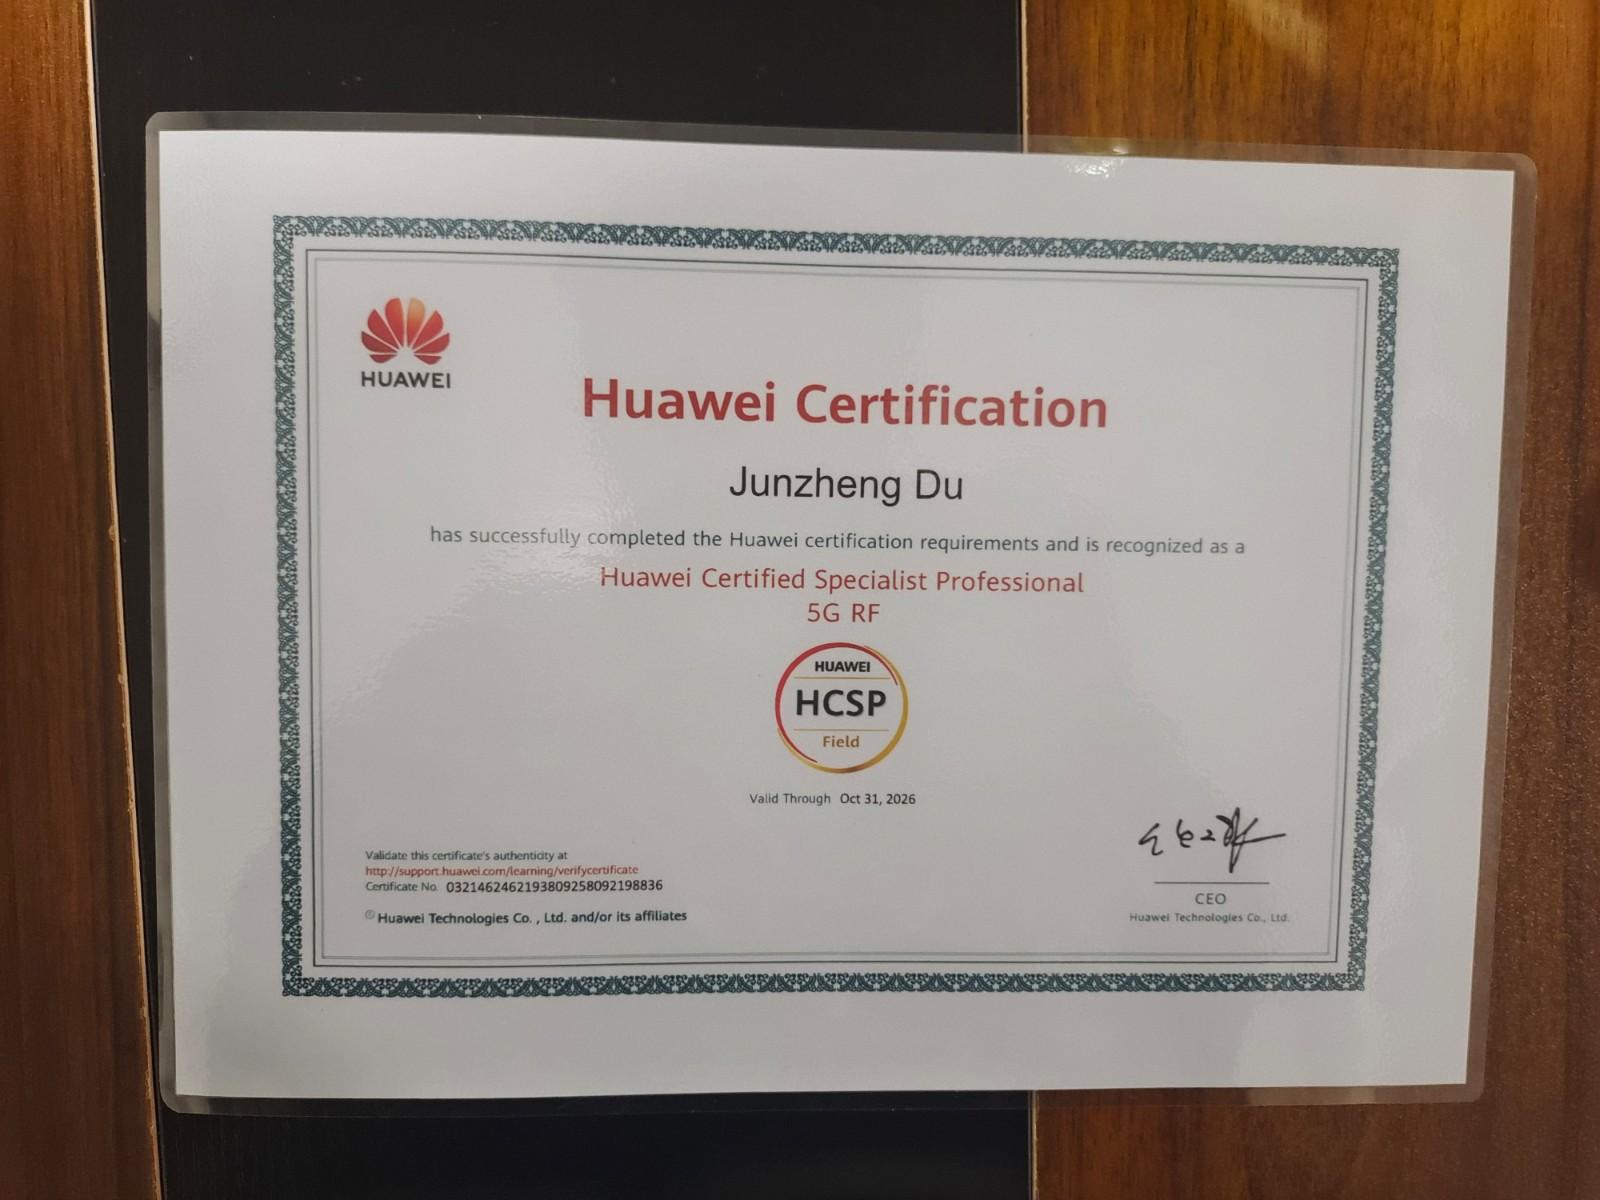 HUAWEI
Huawei Certification
Junzheng Du
has successfully completed the Huawei certification requirements and is recognized as a
Huawei Certified Specialist Professional
5G RF
HUAWEI
HCSP
Field
Valid Through Oct 31, 2026
Validate this certificate's authenticity at
http://support.huawei.com/learning/verifycertificate
Certificate No. 0321462462193809258092198836
© Huawei Technologies Co. , Ltd. and/or its affiliates
CEO
Huawei Technologies Co., Ltd.